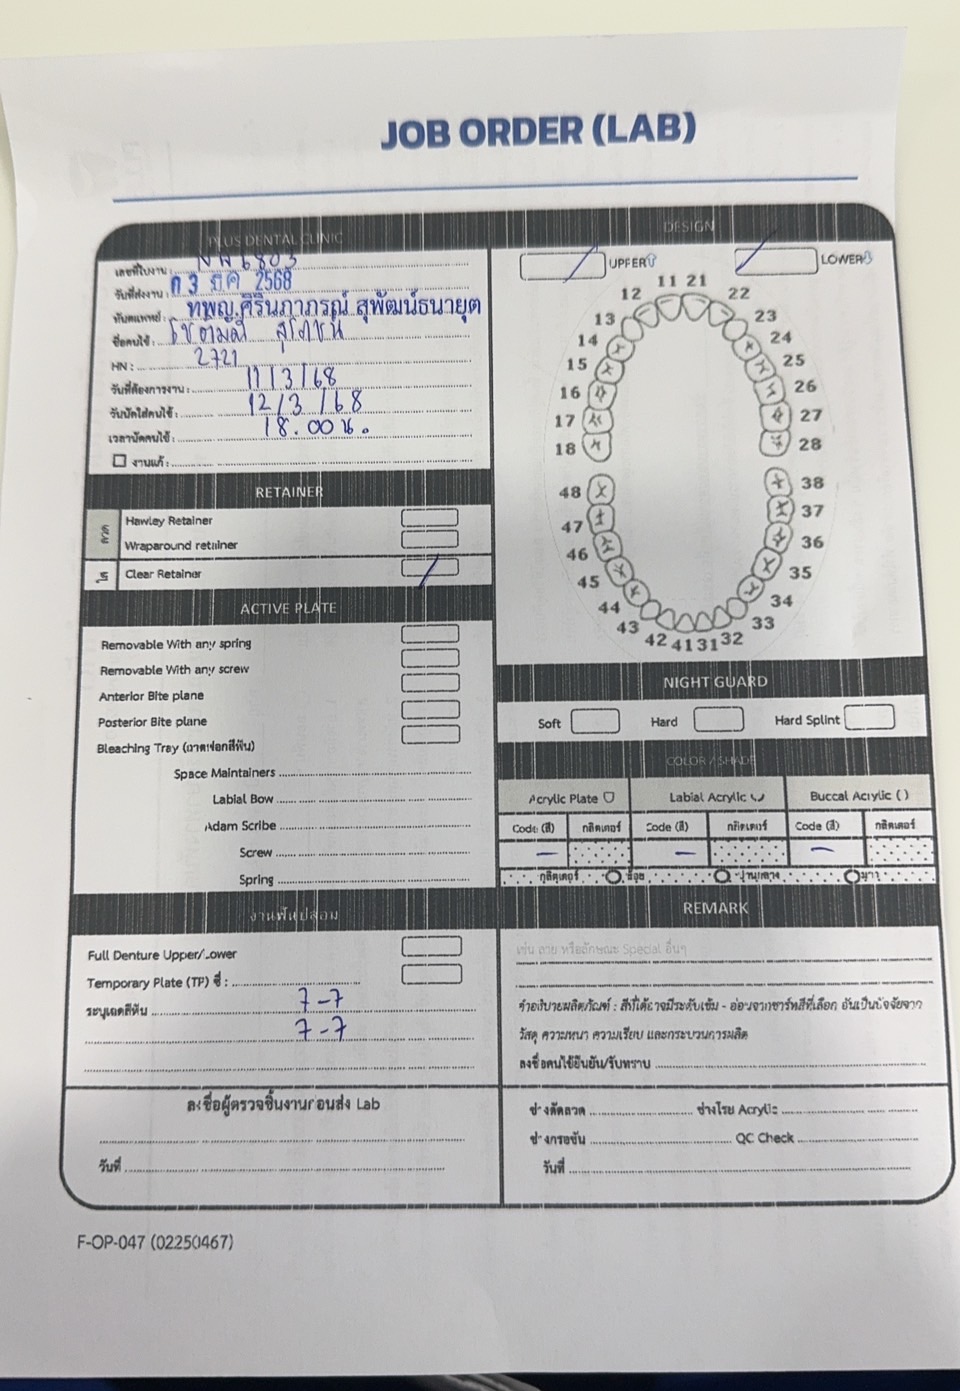 JOB ORDER (LAB)
PLUS DENTAL CLINIC
เลขที่ใบงาน : NN6803
วันที่ส่งงาน : 0 3 มี.ค 2568
ทันตแพทย์ : ทพญ.ศิรินภาภรณ์ สุพัฒน์ธนายุต
ชื่อคนไข้ :
HN : 2721
วันที่ต้องการงาน : 11/3/68
วันนัดใส่คนไข้ : 12/3/68
เวลานัดคนไข้ : 18.00 น.
งานแก้ :
RETAINER
Hawley Retainer
Wraparound retainer
Clear Retainer
ACTIVE PLATE
Removable With any spring
Removable With any screw
Anterior Bite plane
Posterior Bite plane
Bleaching Tray (ถาดฟอกสีฟัน)
Space Maintainers
Labial Bow
Adam Scribe
Screw
Spring
งานฟันปลอม
Full Denture Upper/Lower
Temporary Plate (TP) ซี่ :
ระบุเฉดสีฟัน 7-7
7-7
ลงชื่อผู้ตรวจชิ้นงานก่อนส่ง Lab
วันที่
DESIGN
UPPER LOWER
11 21
12 22
13 23
14 24
15 25
16 26
17 27
18 28
48 38
47 37
46 36
45 35
44 34
43 33
42 41 31 32
NIGHT GUARD
Soft Hard Hard Splint
COLOR / SHADE
Acrylic Plate Labial Acrylic Buccal Acrylic ( )
Code (สี) กลิตเตอร์ Code (สี) กลิตเตอร์ Code (สี) กลิตเตอร์
กลิตเตอร์ น้อย ปานกลาง มาก
REMARK
เช่น ลาย หรือลักษณะ Special อื่นๆ
คำอธิบายผลิตภัณฑ์ : สีที่ได้อาจมีระดับเข้ม - อ่อนจากชาร์ทสีที่เลือก อันเป็นปัจจัยจาก
วัสดุ ความหนา ความเรียบ และกระบวนการผลิต
ลงชื่อคนไข้ยืนยัน/รับทราบ
ช่างดัดลวด ช่างโรย Acrylic
ช่างกรอขัน QC Check
วันที่
F-OP-047 (02250467)